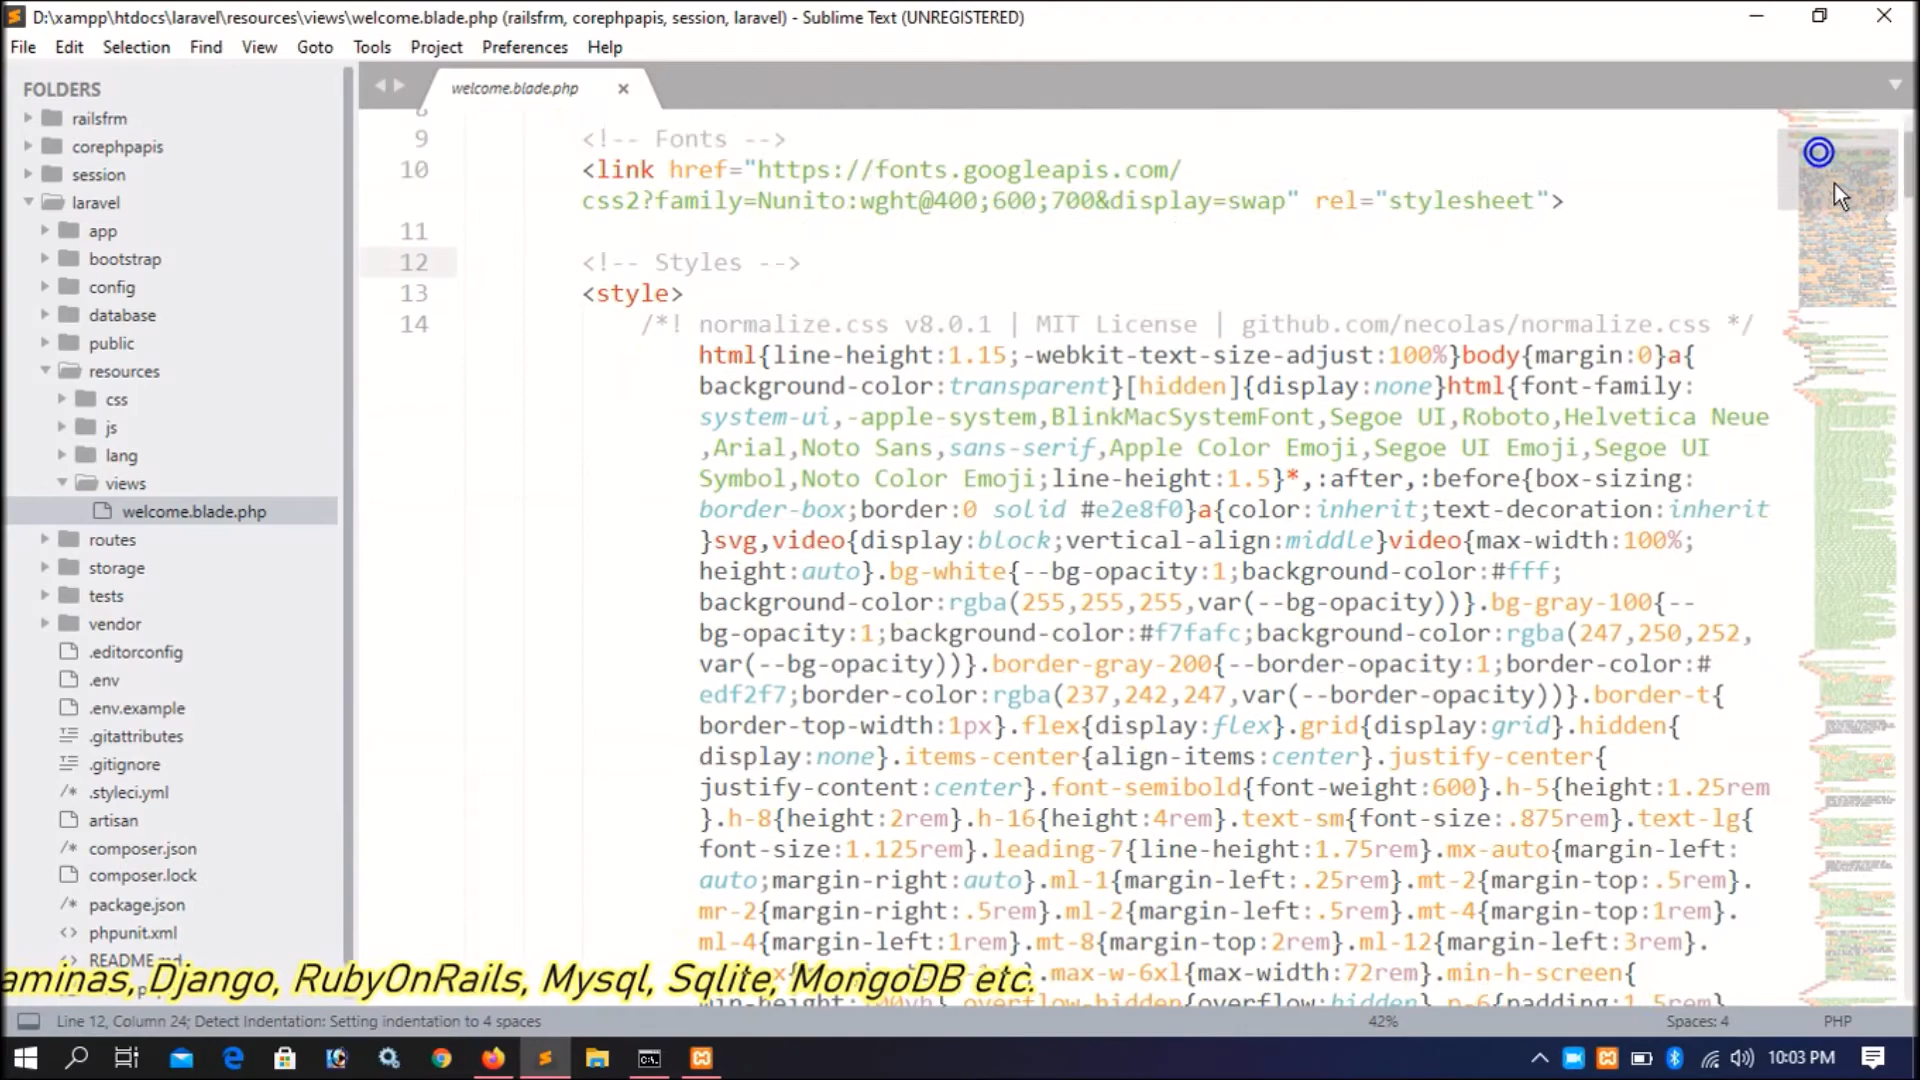 D:\xampp\htdocs\laravel\resources\views\welcome.blade.php (railsfrm, corephpapis, session, laravel) - Sublime Text (UNREGISTERED)
File Edit Selection Find View Goto Tools Project Preferences Help
FOLDERS
railsfrm
corephpapis
session
laravel
app
bootstrap
config
database
public
resources
css
js
lang
views
welcome.blade.php
routes
storage
tests
vendor
.editorconfig
.env
.env.example
.gitattributes
.gitignore
.styleci.yml
artisan
composer.json
composer.lock
package.json
phpunit.xml
README.md
welcome.blade.php
9 <!-- Fonts -->
10 <link href="https://fonts.googleapis.com/
css2?family=Nunito:wght@400;600;700&display=swap" rel="stylesheet">
11
12 <!-- Styles -->
13 <style>
14 /*! normalize.css v8.0.1 | MIT License | github.com/necolas/normalize.css */
html{line-height:1.15;-webkit-text-size-adjust:100%}body{margin:0}a{
background-color:transparent}[hidden]{display:none}html{font-family:
system-ui,-apple-system,BlinkMacSystemFont,Segoe UI,Roboto,Helvetica Neue
,Arial,Noto Sans,sans-serif,Apple Color Emoji,Segoe UI Emoji,Segoe UI
Symbol,Noto Color Emoji;line-height:1.5}*,:after,:before{box-sizing:
border-box;border:0 solid #e2e8f0}a{color:inherit;text-decoration:inherit
}svg,video{display:block;vertical-align:middle}video{max-width:100%;
height:auto}.bg-white{--bg-opacity:1;background-color:#fff;
background-color:rgba(255,255,255,var(--bg-opacity))}.bg-gray-100{--
bg-opacity:1;background-color:#f7fafc;background-color:rgba(247,250,252,
var(--bg-opacity))}.border-gray-200{--border-opacity:1;border-color:#
edf2f7;border-color:rgba(237,242,247,var(--border-opacity))}.border-t{
border-top-width:1px}.flex{display:flex}.grid{display:grid}.hidden{
display:none}.items-center{align-items:center}.justify-center{
justify-content:center}.font-semibold{font-weight:600}.h-5{height:1.25rem
}.h-8{height:2rem}.h-16{height:4rem}.text-sm{font-size:.875rem}.text-lg{
font-size:1.125rem}.leading-7{line-height:1.75rem}.mx-auto{margin-left:
auto;margin-right:auto}.ml-1{margin-left:.25rem}.mt-2{margin-top:.5rem}.
mr-2{margin-right:.5rem}.ml-2{margin-left:.5rem}.mt-4{margin-top:1rem}.
ml-4{margin-left:1rem}.mt-8{margin-top:2rem}.ml-12{margin-left:3rem}.
.max-w-6xl{max-width:72rem}.min-h-screen{
overflow-hidden{overflow:hidden}.p-6{padding:1.5rem
aminas, Django, RubyOnRails, Mysql, Sqlite, MongoDB etc.
Line 12, Column 24; Detect Indentation: Setting indentation to 4 spaces 42% Spaces: 4 PHP
10:03 PM